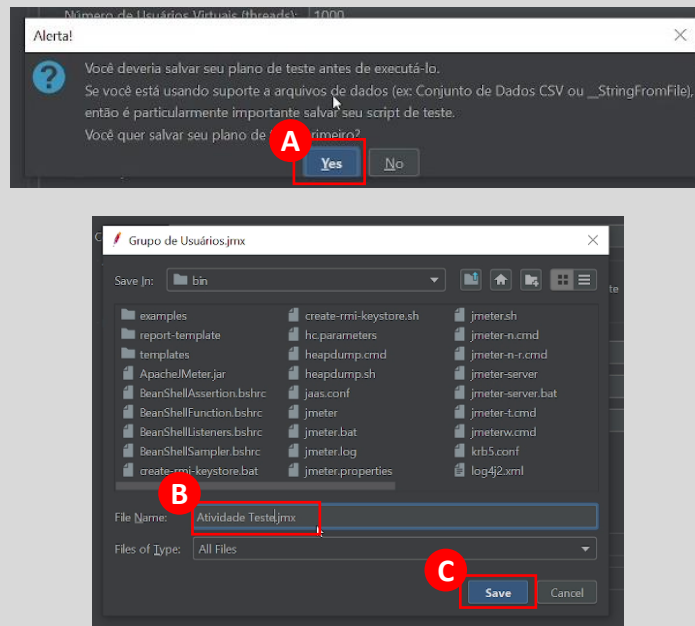 Número de Usuários Virtuais (threads): 1000
Alerta!
Você deveria salvar seu plano de teste antes de executá-lo.
Se você está usando suporte a arquivos de dados (ex: Conjunto de Dados CSV ou __StringFromFile),
então é particularmente importante salvar seu script de teste.
Você quer salvar seu plano de primeiro?
A
Yes No
Grupo de Usuários.jmx
Save In: bin
examples create-rmi-keystore.sh jmeter.sh
report-template hc.parameters jmeter-n.cmd
templates heapdump.cmd jmeter-n-r.cmd
ApacheJMeter.jar heapdump.sh jmeter-server
BeanShellAssertion.bshrc jaas.conf jmeter-server.bat
BeanShellFunction.bshrc jmeter jmeter-t.cmd
BeanShellListeners.bshrc jmeter.bat jmeterw.cmd
BeanShellSampler.bshrc jmeter.log krb5.conf
create-rmi-keystore.bat jmeter.properties log4j2.xml
B
File Name: Atividade Teste.jmx
Files of Type: All Files
C
Save Cancel